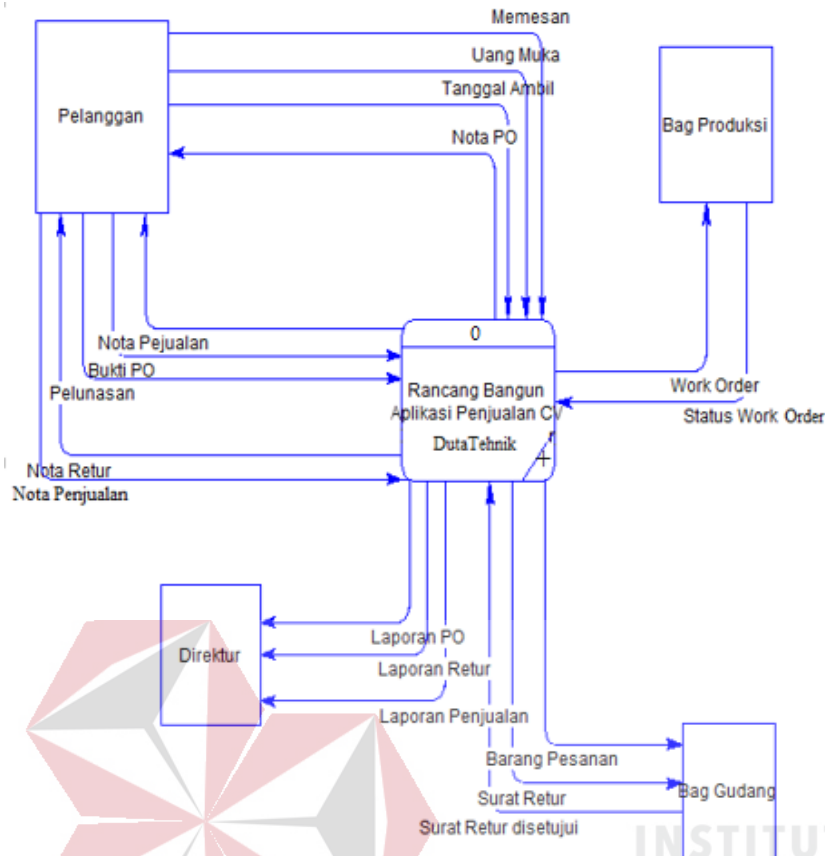 Memesan
Uang Muka
Tanggal Ambil
Nota PO
Pelanggan
Bag Produksi
Nota Pejualan
Bukti PO
Pelunasan
Nota Retur
Nota Penjualan
0
Rancang Bangun
Aplikasi Penjualan CV
DutaTehnik
Work Order
Status Work Order
Direktur
Laporan PO
Laporan Retur
Laporan Penjualan
Barang Pesanan
Surat Retur
Surat Retur disetujui
Bag Gudang
INSTITUT